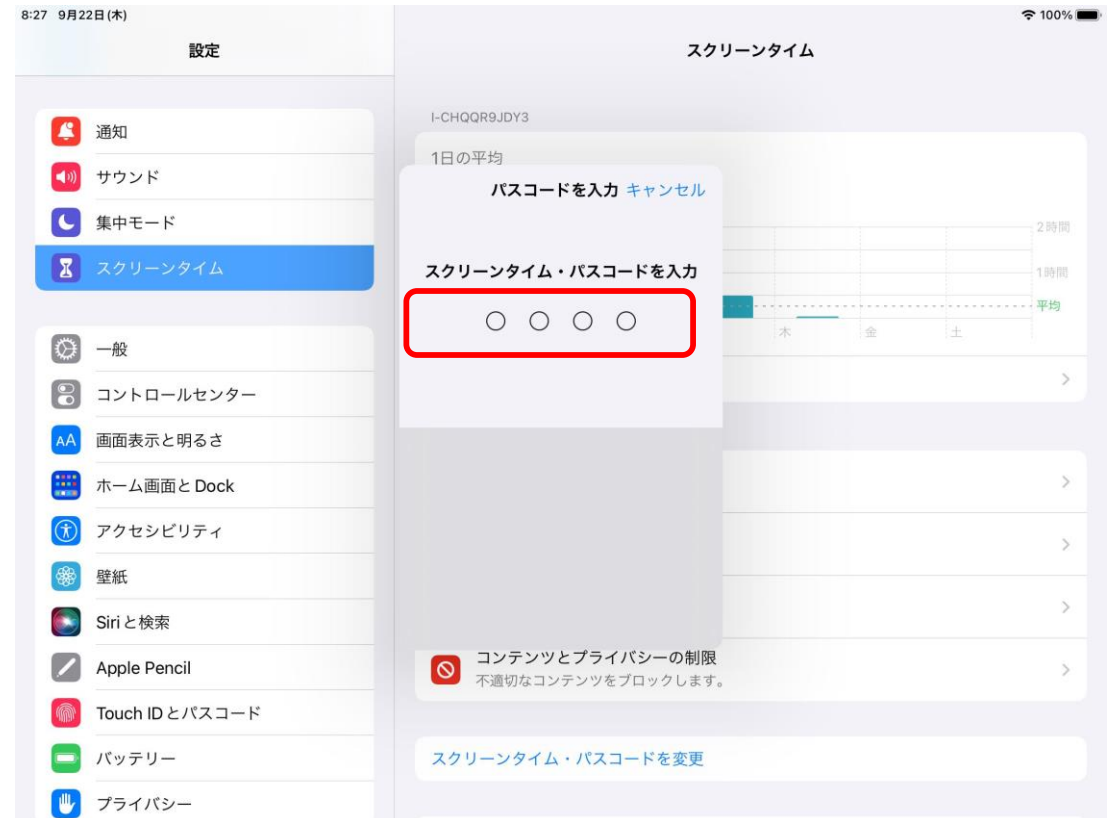 8:27 9月22日(木)
100%
設定
スクリーンタイム
通知
サウンド
集中モード
スクリーンタイム
一般
コントロールセンター
AA 画面表示と明るさ
ホーム画面と Dock
アクセシビリティ
壁紙
Siri と検索
Apple Pencil
Touch ID とパスコード
バッテリー
プライバシー
I-CHQQR9JDY3
1日の平均
パスコードを入力 キャンセル
スクリーンタイム・パスコードを入力
2時間
1時間
平均
木 金 土
コンテンツとプライバシーの制限
不適切なコンテンツをブロックします。
スクリーンタイム・パスコードを変更